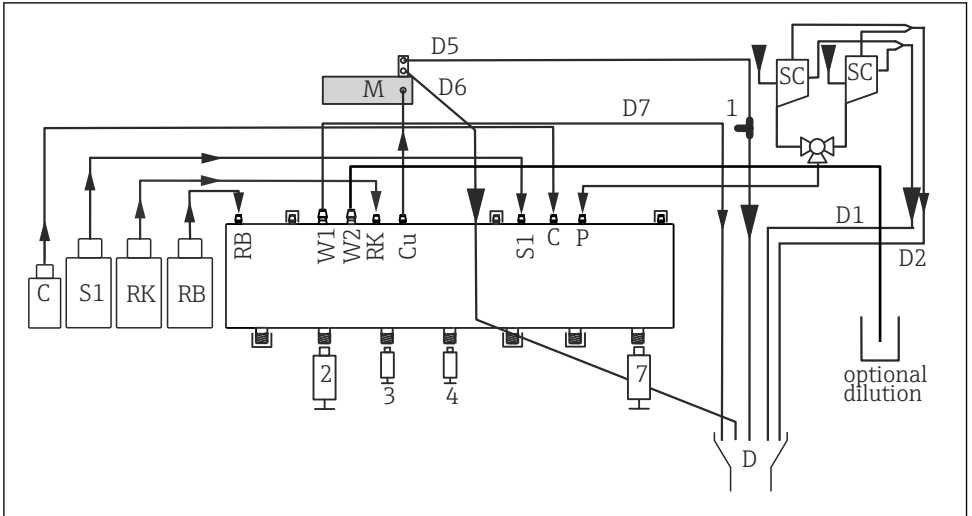 D5
M
D6
SC
SC
1
D7
D1
D2
RB
W1
W2
RK
Cu
S1
C
P
C
S1
RK
RB
2
3
4
7
optional
dilution
D